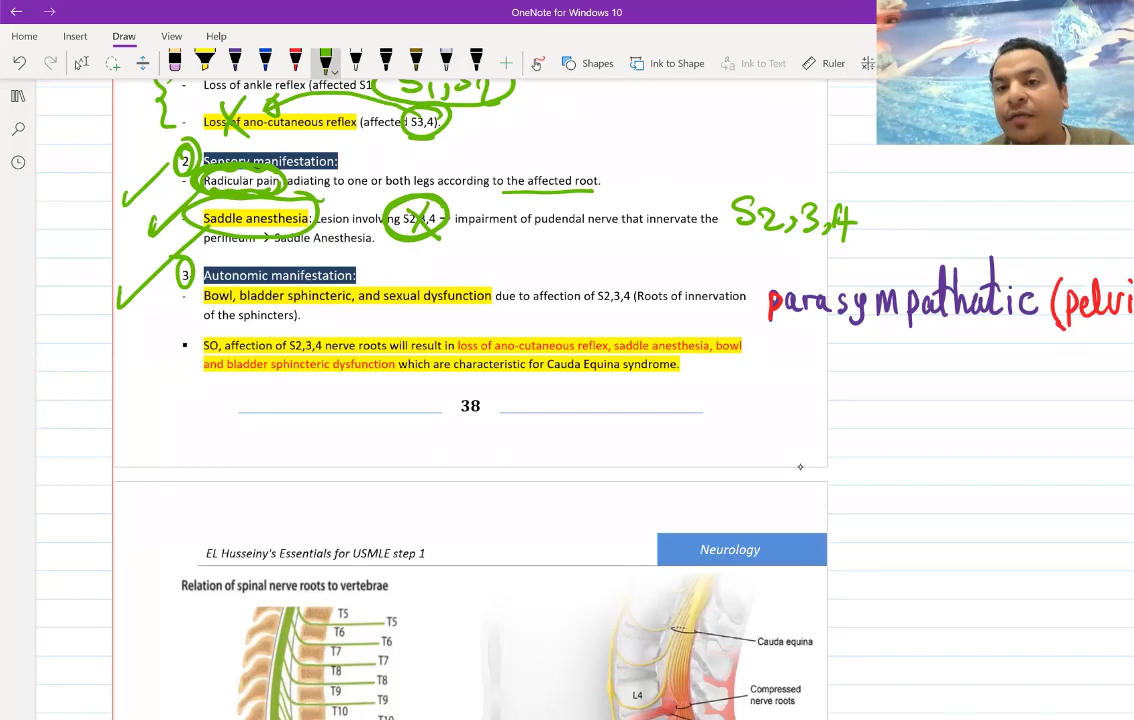 OneNote for Windows 10
Home Insert Draw View Help
Shapes Ink to Shape Ink to Text Ruler
- Loss of ankle reflex (affected S1
S1,
- Loss of ano-cutaneous reflex (affected S3,4).
2 Sensory manifestation:
- Radicular pain radiating to one or both legs according to the affected root.
- Saddle anesthesia: Lesion involving S2,3,4 → impairment of pudendal nerve that innervate the
perineum → Saddle Anesthesia.
S2,3,4
3 Autonomic manifestation:
- Bowl, bladder sphincteric, and sexual dysfunction due to affection of S2,3,4 (Roots of innervation
of the sphincters).
parasympathatic (pelvi
▪ SO, affection of S2,3,4 nerve roots will result in loss of ano-cutaneous reflex, saddle anesthesia, bowl
and bladder sphincteric dysfunction which are characteristic for Cauda Equina syndrome.
38
EL Husseiny's Essentials for USMLE step 1
Neurology
Relation of spinal nerve roots to vertebrae
T5
T5
T6
T6
T7
T7
T8
T8
T9
T9
T10
Cauda equina
L4
Compressed
nerve roots